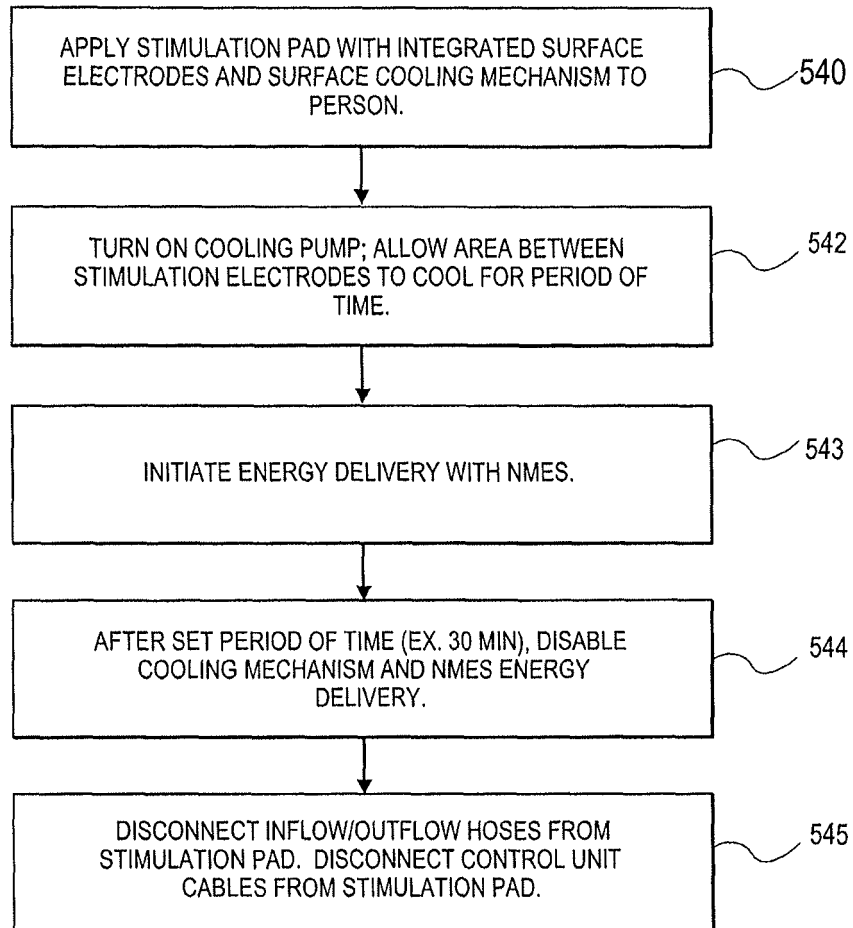 APPLY STIMULATION PAD WITH INTEGRATED SURFACE
ELECTRODES AND SURFACE COOLING MECHANISM TO
PERSON.
540
TURN ON COOLING PUMP; ALLOW AREA BETWEEN
STIMULATION ELECTRODES TO COOL FOR PERIOD OF
TIME.
542
INITIATE ENERGY DELIVERY WITH NMES.
543
AFTER SET PERIOD OF TIME (EX. 30 MIN), DISABLE
COOLING MECHANISM AND NMES ENERGY
DELIVERY.
544
DISCONNECT INFLOW/OUTFLOW HOSES FROM
STIMULATION PAD. DISCONNECT CONTROL UNIT
CABLES FROM STIMULATION PAD.
545